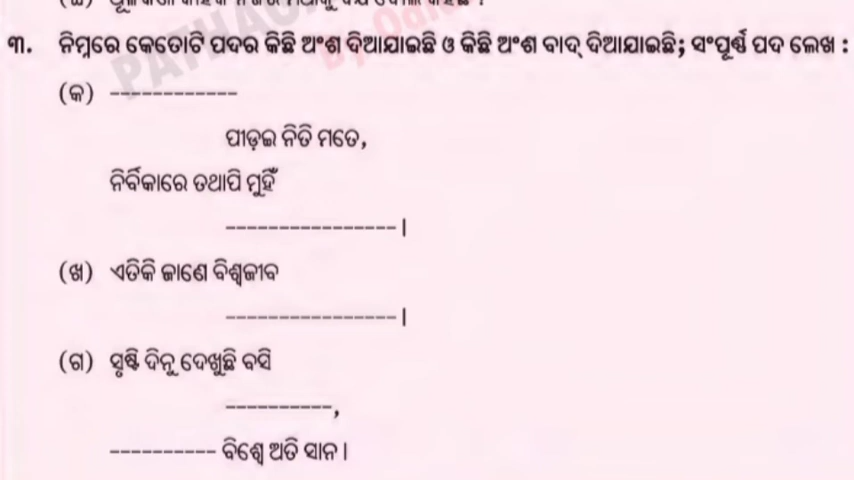 ୩. ନିମ୍ନରେ କେତୋଟି ପଦର କିଛି ଅଂଶ ଦିଆଯାଇଛି ଓ କିଛି ଅଂଶ ବାଦ୍ ଦିଆଯାଇଛି; ସଂପୂର୍ଣ୍ଣ ପଦ ଲେଖ :
(କ) ------------
ପୀଡ଼ଇ ନିତି ମତେ,
ନିର୍ବିକାରେ ତଥାପି ମୁହିଁ
----------------।
(ଖ) ଏତିକି ଜାଣେ ବିଶ୍ୱଜୀବ
----------------।
(ଗ) ସୃଷ୍ଟି ଦିନୁ ଦେଖୁଛି ବସି
----------,
---------- ବିଶ୍ୱେ ଅତି ସାନ।